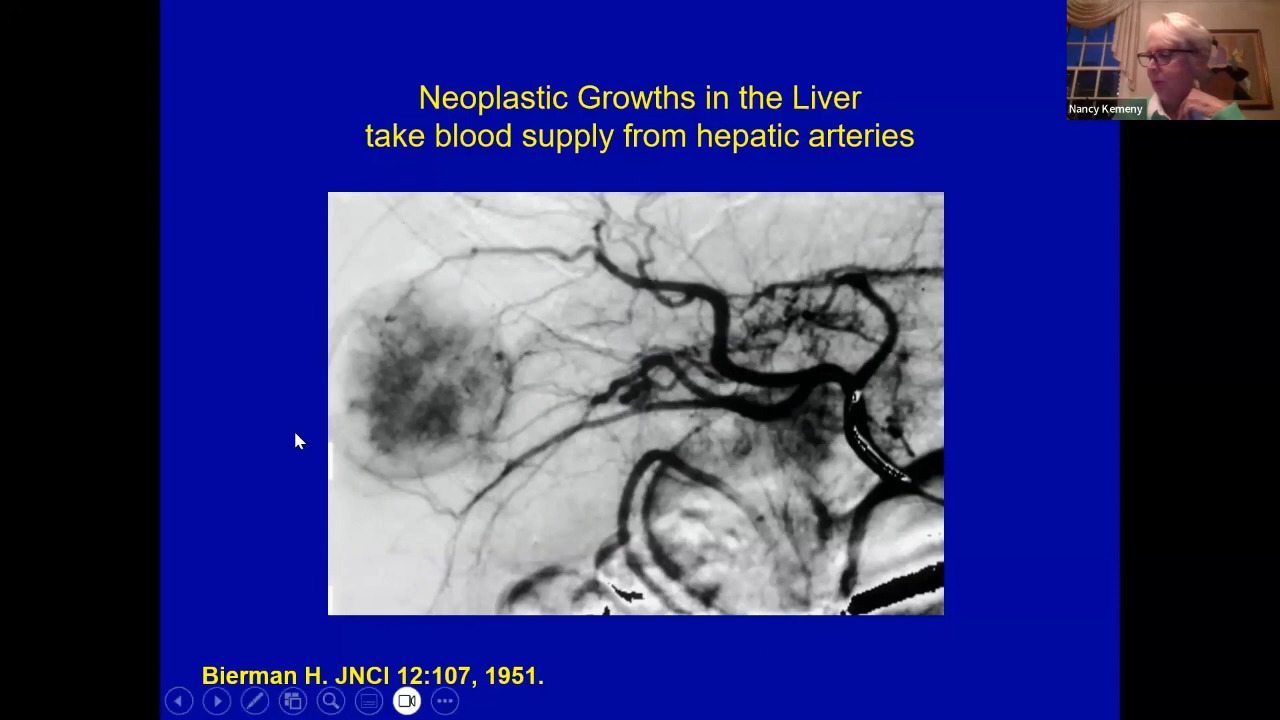 Neoplastic Growths in the Liver
take blood supply from hepatic arteries
Nancy Kemeny
Bierman H. JNCI 12:107, 1951.